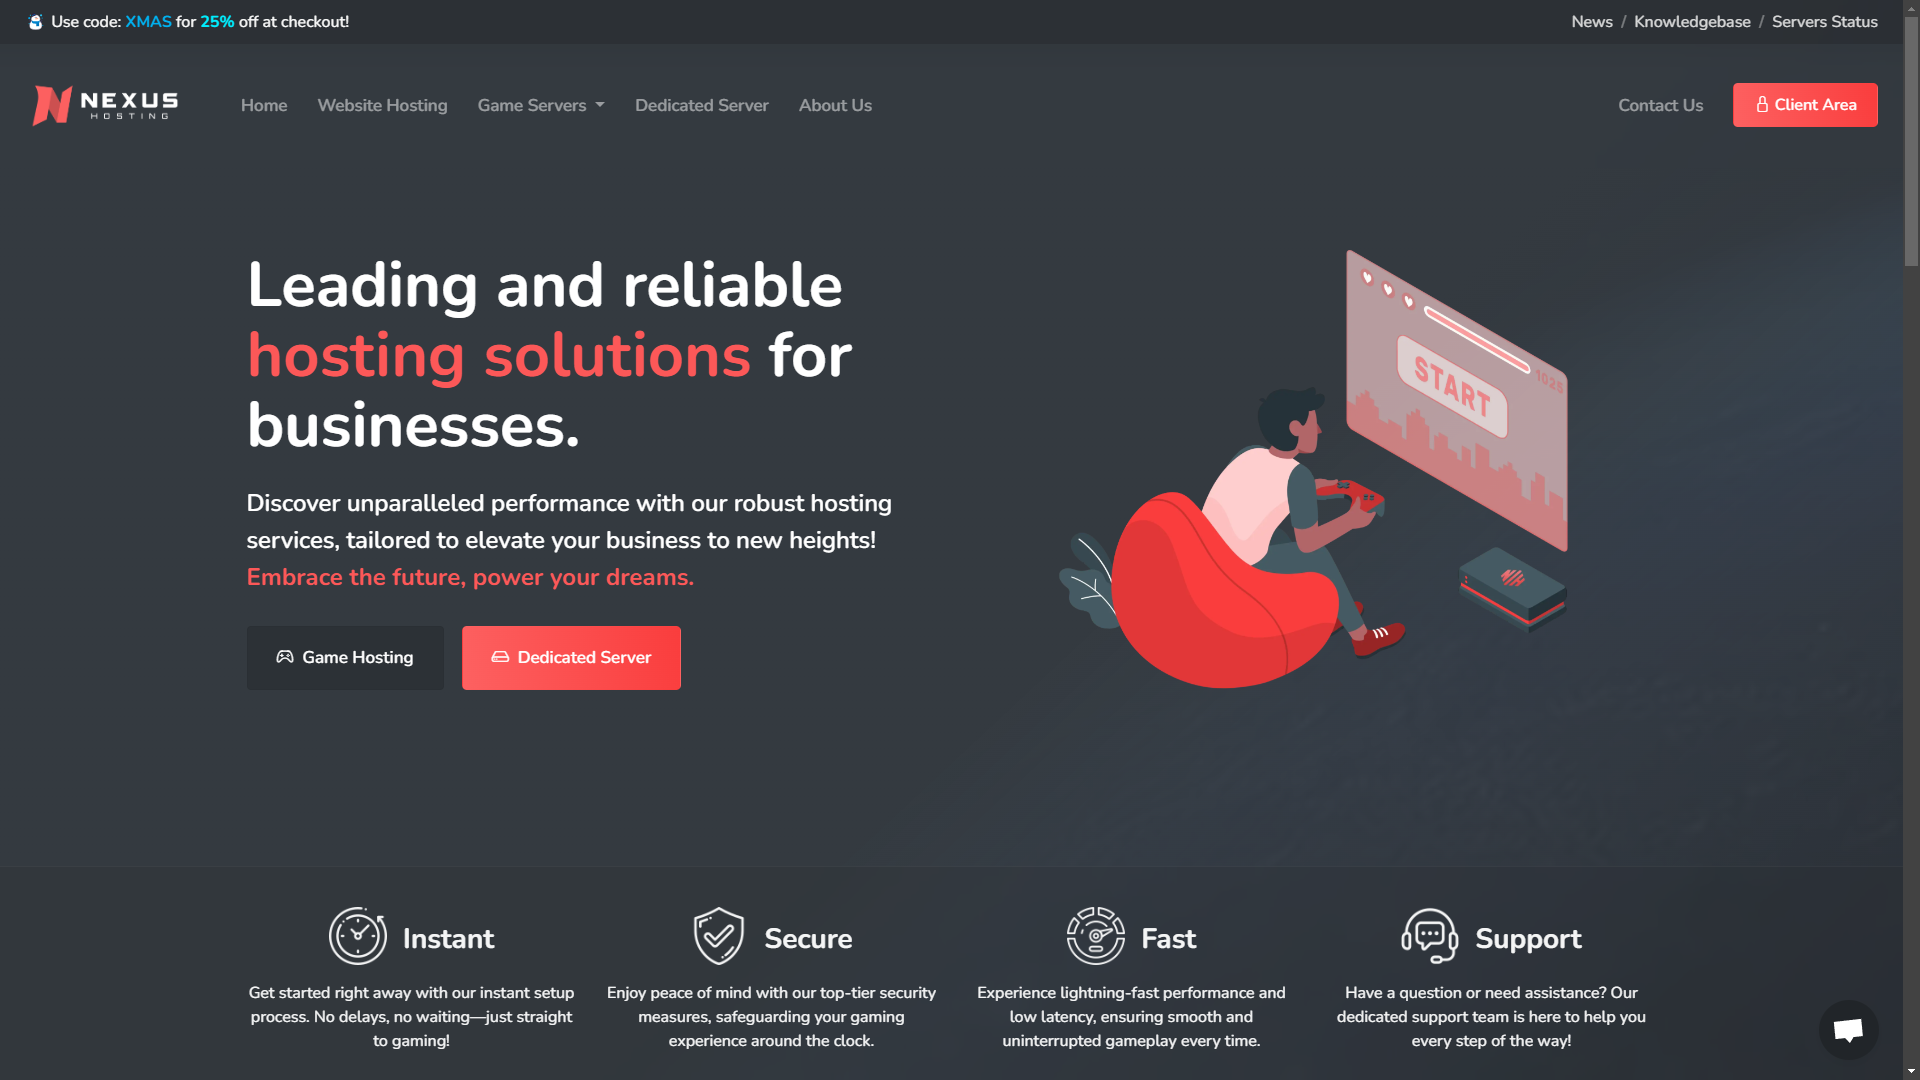 Use code: XMAS for 25% off at checkout!
News / Knowledgebase / Servers Status
NEXUS
HOSTING
Home
Website Hosting
Game Servers
Dedicated Server
About Us
Contact Us
Client Area
Leading and reliable
hosting solutions for
businesses.
Discover unparalleled performance with our robust hosting
services, tailored to elevate your business to new heights!
Embrace the future, power your dreams.
Game Hosting
Dedicated Server
1025
START
Instant
Get started right away with our instant setup
process. No delays, no waiting—just straight
to gaming!
Secure
Enjoy peace of mind with our top-tier security
measures, safeguarding your gaming
experience around the clock.
Fast
Experience lightning-fast performance and
low latency, ensuring smooth and
uninterrupted gameplay every time.
Support
Have a question or need assistance? Our
dedicated support team is here to help you
every step of the way!